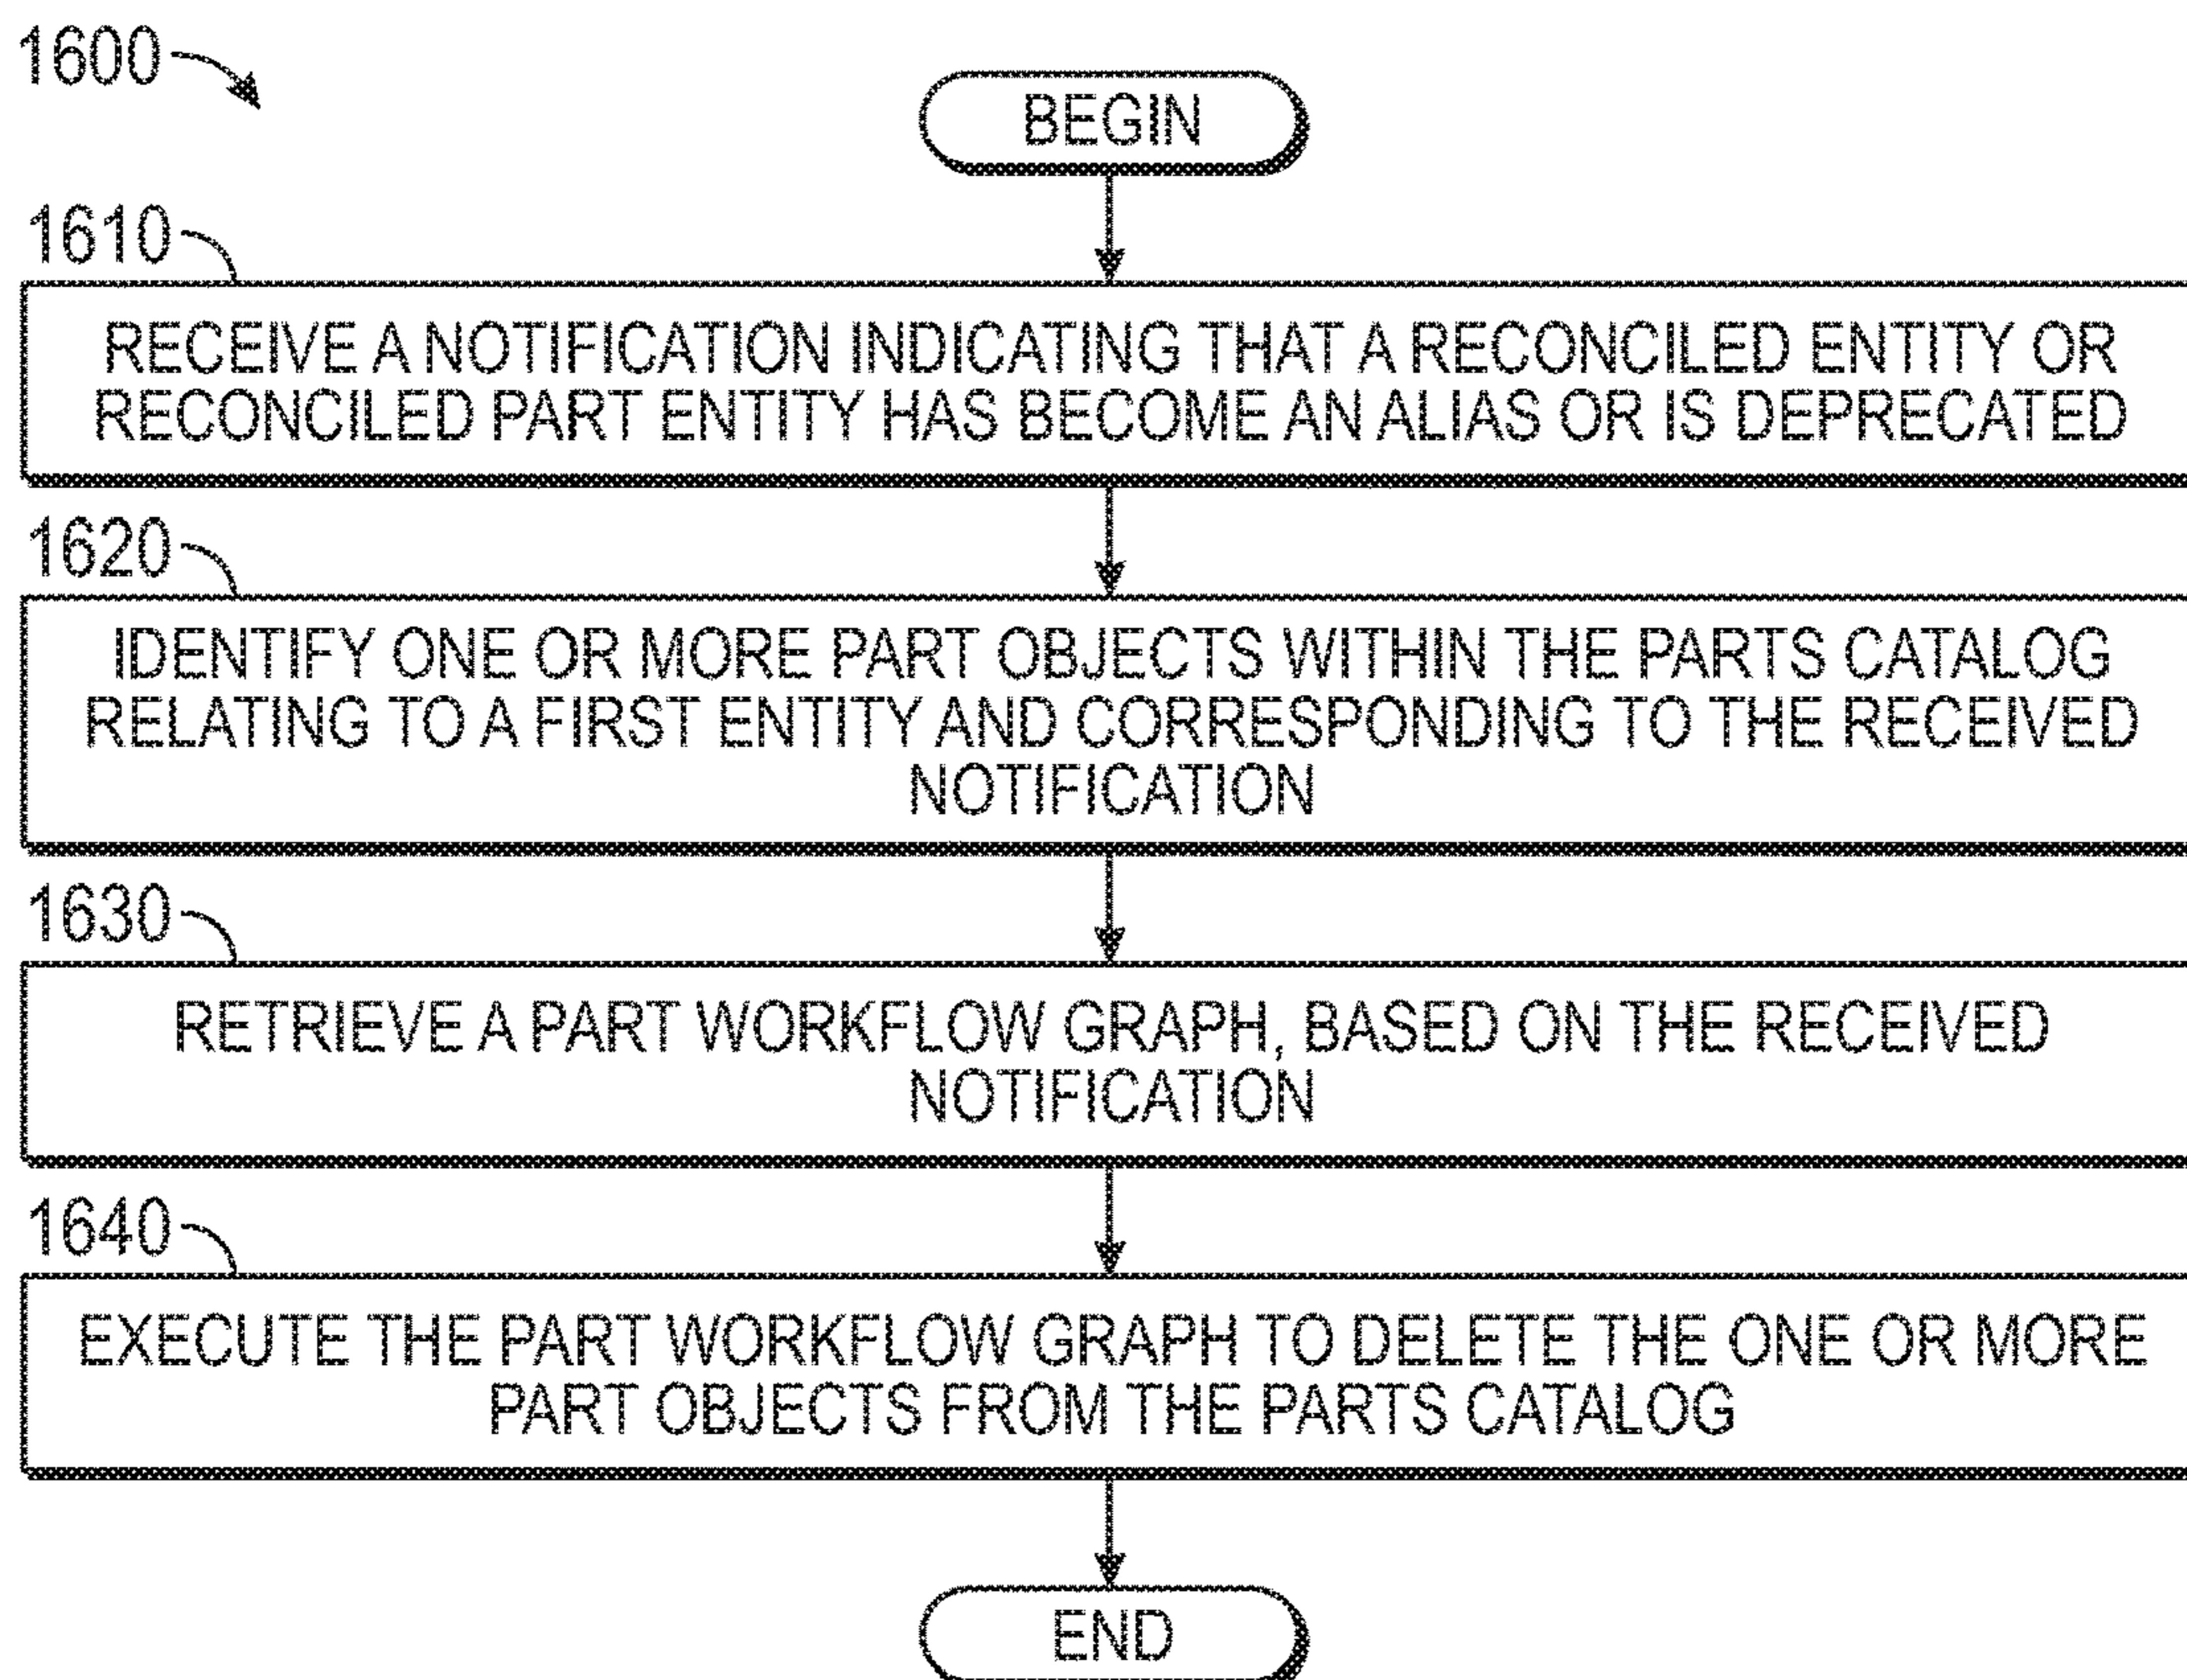 1600
BEGIN
1610
RECEIVE A NOTIFICATION INDICATING THAT A RECONCILED ENTITY OR
RECONCILED PART ENTITY HAS BECOME AN ALIAS OR IS DEPRECATED
1620
IDENTIFY ONE OR MORE PART OBJECTS WITHIN THE PARTS CATALOG
RELATING TO A FIRST ENTITY AND CORRESPONDING TO THE RECEIVED
NOTIFICATION
1630
RETRIEVE A PART WORKFLOW GRAPH, BASED ON THE RECEIVED
NOTIFICATION
1640
EXECUTE THE PART WORKFLOW GRAPH TO DELETE THE ONE OR MORE
PART OBJECTS FROM THE PARTS CATALOG
END